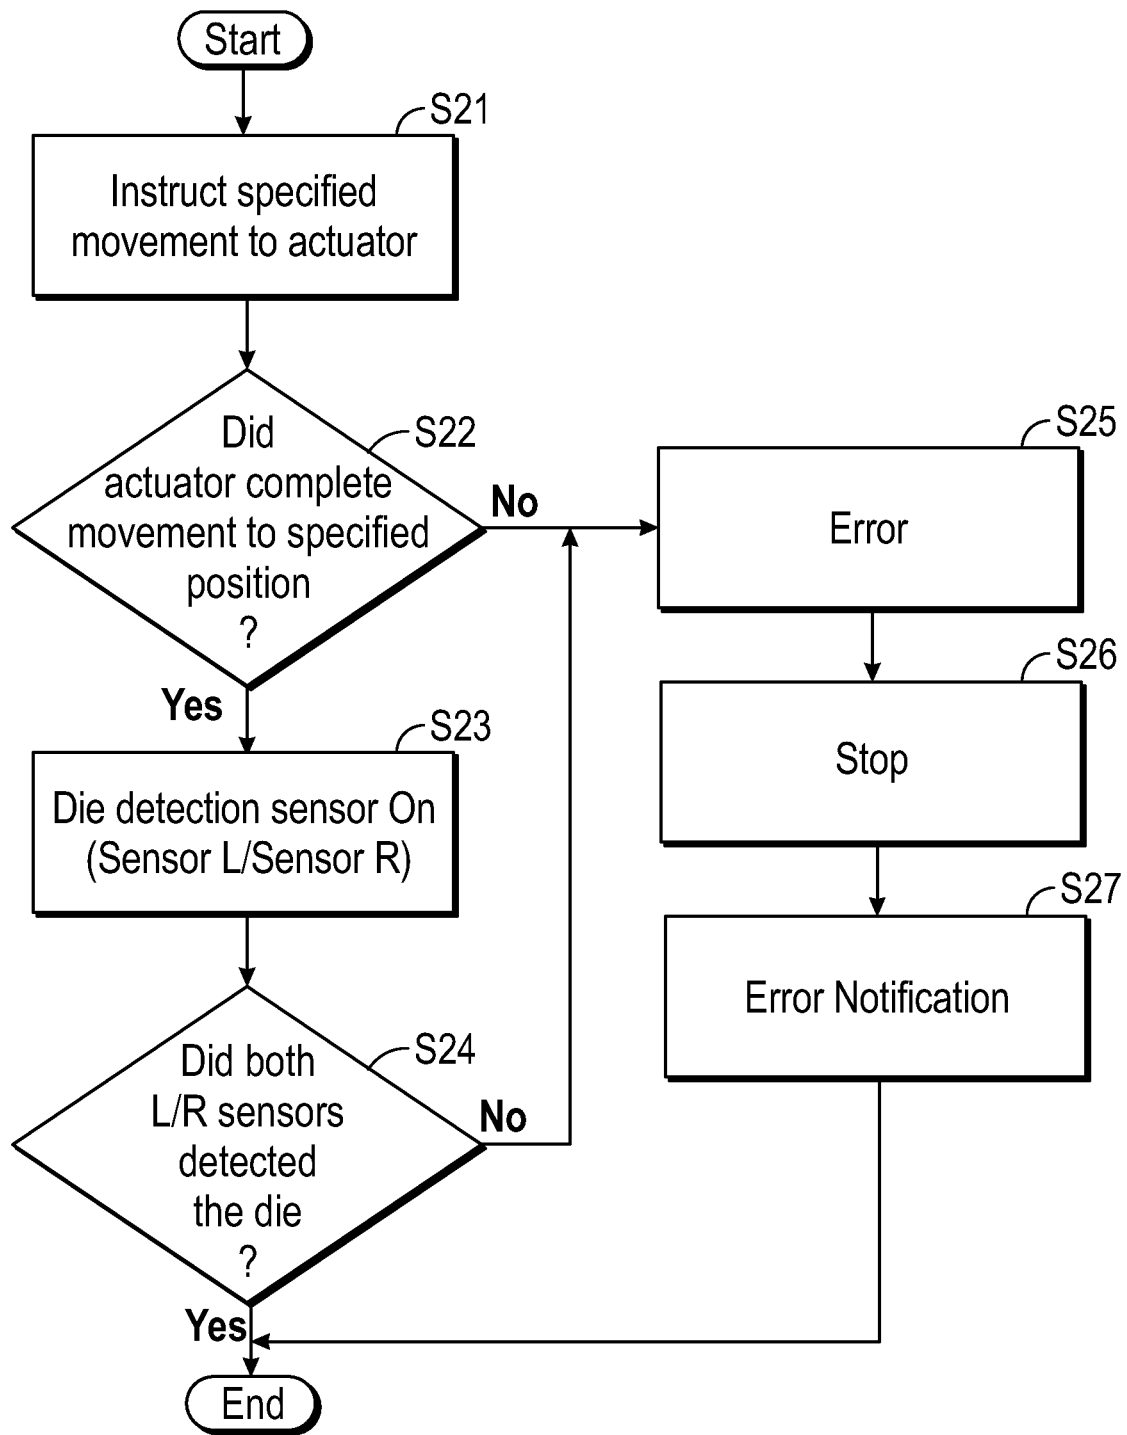 Start
S21
Instruct specified
movement to actuator
S22
Did
actuator complete
movement to specified
position
?
No
Yes
S23
Die detection sensor On
(Sensor L/Sensor R)
S24
Did both
L/R sensors
detected
the die
?
No
Yes
End
S25
Error
S26
Stop
S27
Error Notification